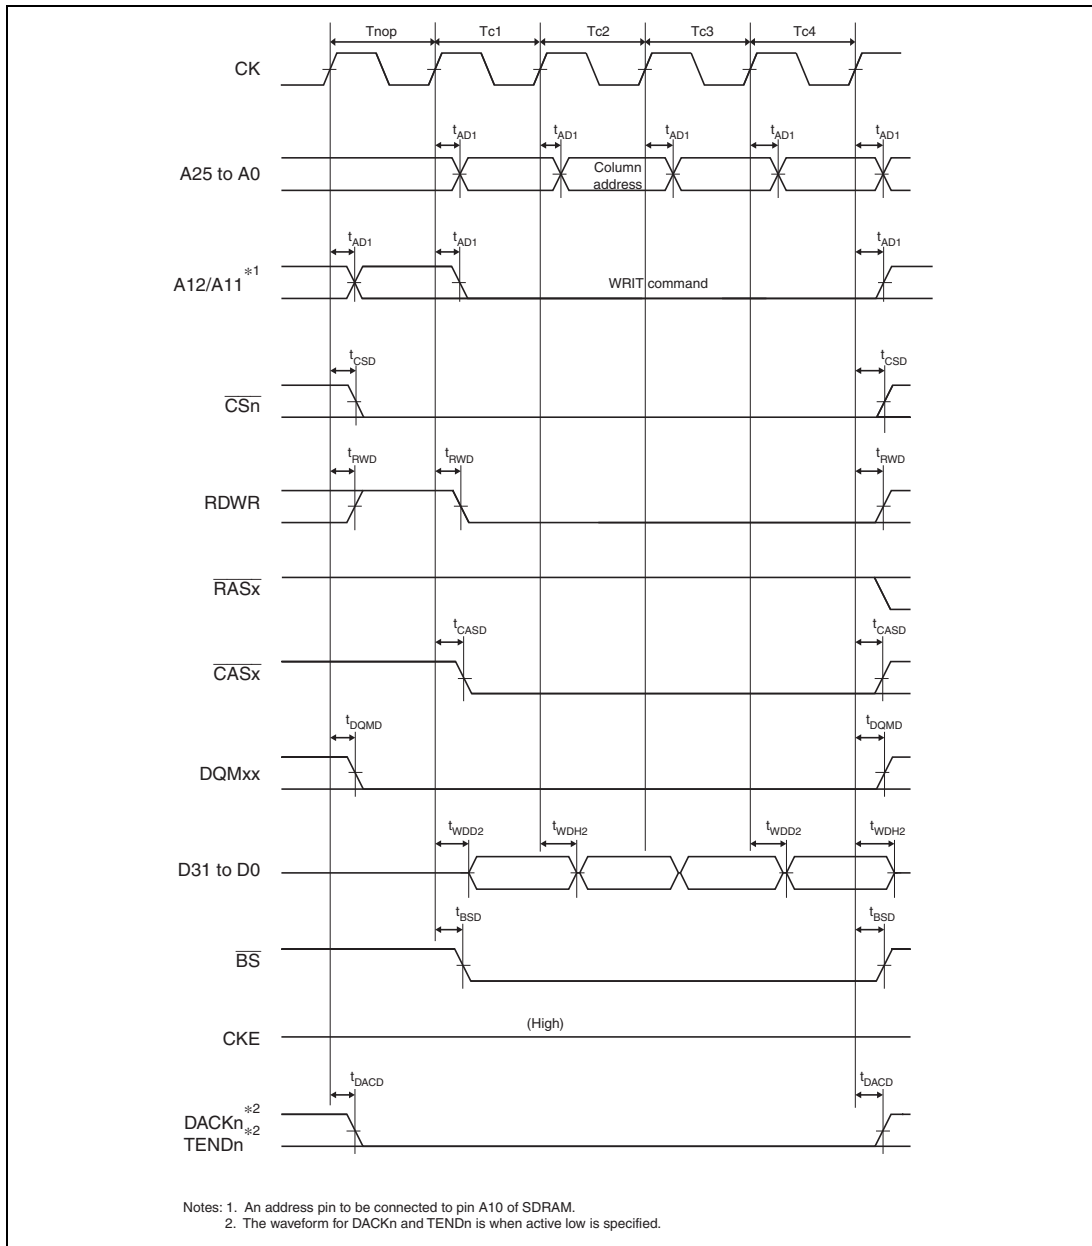 Tnop Tc1 Tc2 Tc3 Tc4
CK
tAD1 tAD1 tAD1 tAD1 tAD1
A25 to A0
Column
address
tAD1 tAD1 tAD1
A12/A11*1
WRIT command
tCSD tCSD
CSn
tRWD tRWD tRWD
RDWR
RASx
tCASD tCASD
CASx
tDQMD tDQMD
DQMxx
tWDD2 tWDH2 tWDD2 tWDH2
D31 to D0
tBSD tBSD
BS
(High)
CKE
tDACD tDACD
DACKn*2
TENDn*2
Notes: 1. An address pin to be connected to pin A10 of SDRAM.
2. The waveform for DACKn and TENDn is when active low is specified.